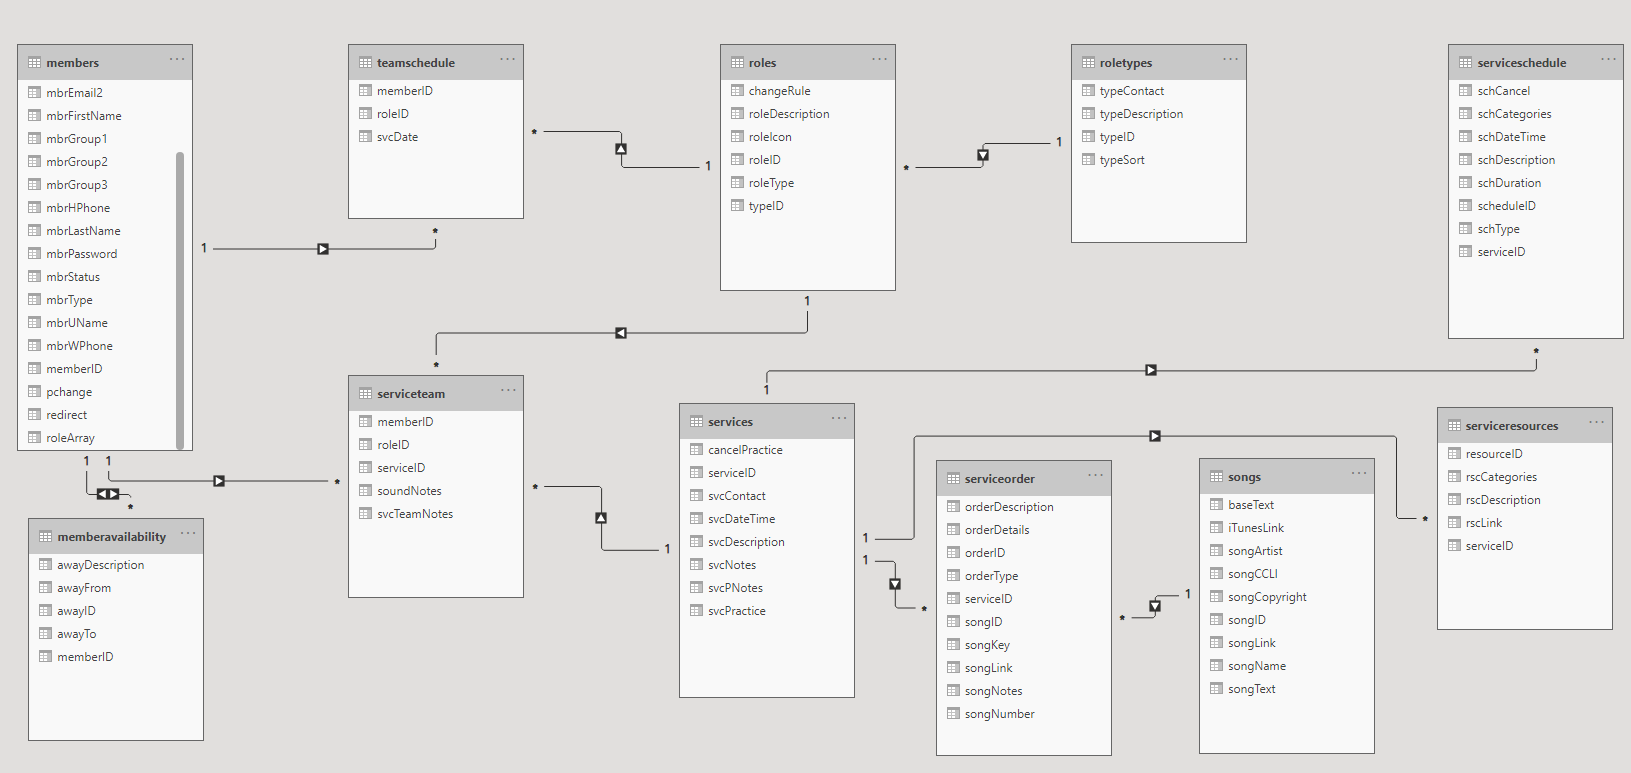 members
mbrEmail2
mbrFirstName
mbrGroup1
mbrGroup2
mbrGroup3
mbrHPhone
mbrLastName
mbrPassword
mbrStatus
mbrType
mbrUName
mbrWPhone
memberID
pchange
redirect
roleArray
teamschedule
memberID
roleID
svcDate
roles
changeRule
roleDescription
roleIcon
roleID
roleType
typeID
roletypes
typeContact
typeDescription
typeID
typeSort
serviceschedule
schCancel
schCategories
schDateTime
schDescription
schDuration
scheduleID
schType
serviceID
* 1
* 1
1 *
1
*
*
1
1 1
*
*
* 1
1 *
1 *
* 1
serviceteam
memberID
roleID
serviceID
soundNotes
svcTeamNotes
services
cancelPractice
serviceID
svcContact
svcDateTime
svcDescription
svcNotes
svcPNotes
svcPractice
serviceorder
orderDescription
orderDetails
orderID
orderType
serviceID
songID
songKey
songLink
songNotes
songNumber
songs
baseText
iTunesLink
songArtist
songCCLI
songCopyright
songID
songLink
songName
songText
serviceresources
resourceID
rscCategories
rscDescription
rscLink
serviceID
memberavailability
awayDescription
awayFrom
awayID
awayTo
memberID